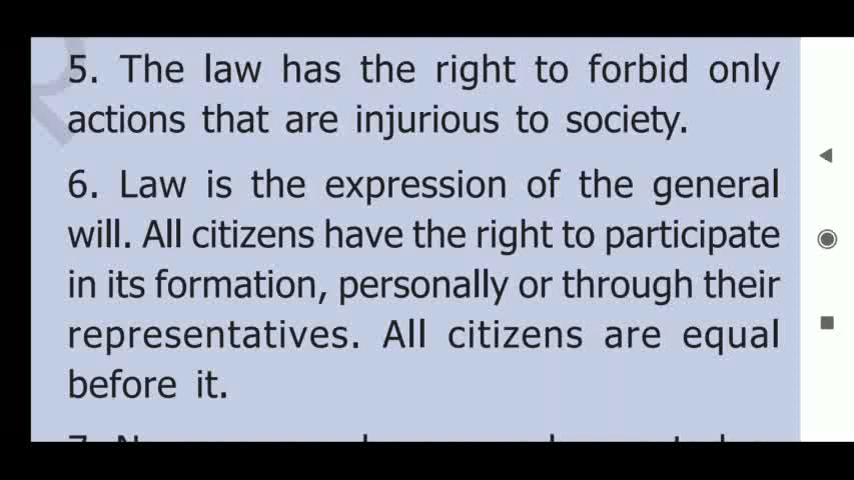 5. The law has the right to forbid only
actions that are injurious to society.
6. Law is the expression of the general
will. All citizens have the right to participate
in its formation, personally or through their
representatives. All citizens are equal
before it.
7.